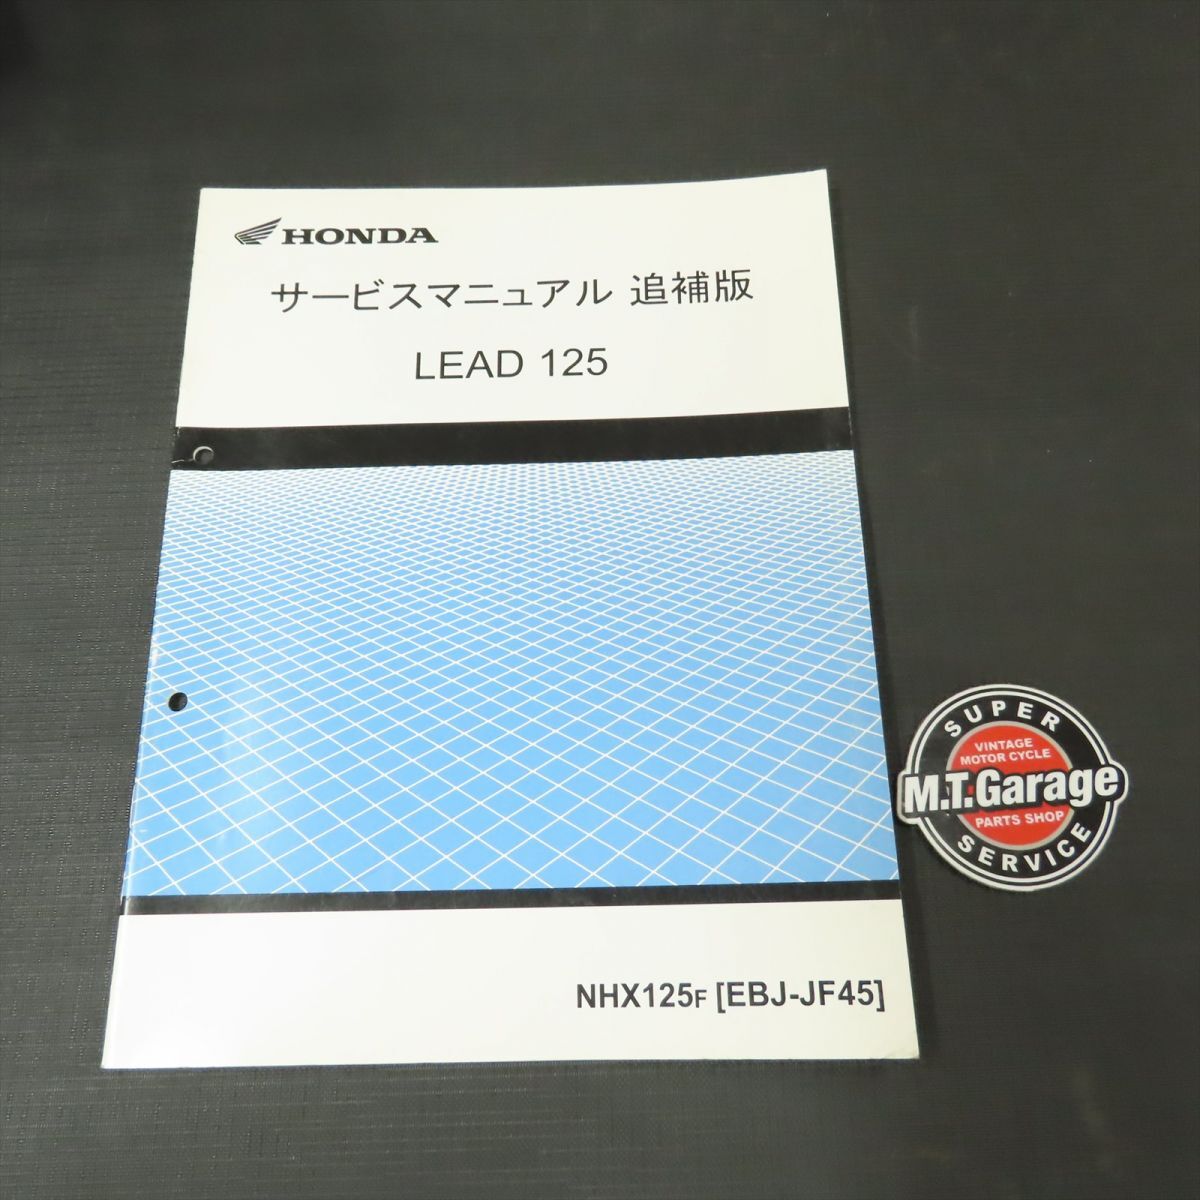 HONDA
サービスマニュアル 追補版
LEAD 125
NHX125F [EBJ-JF45]
SUPER
VINTAGE
MOTOR CYCLE
M.T.Garage
PARTS SHOP
SERVICE